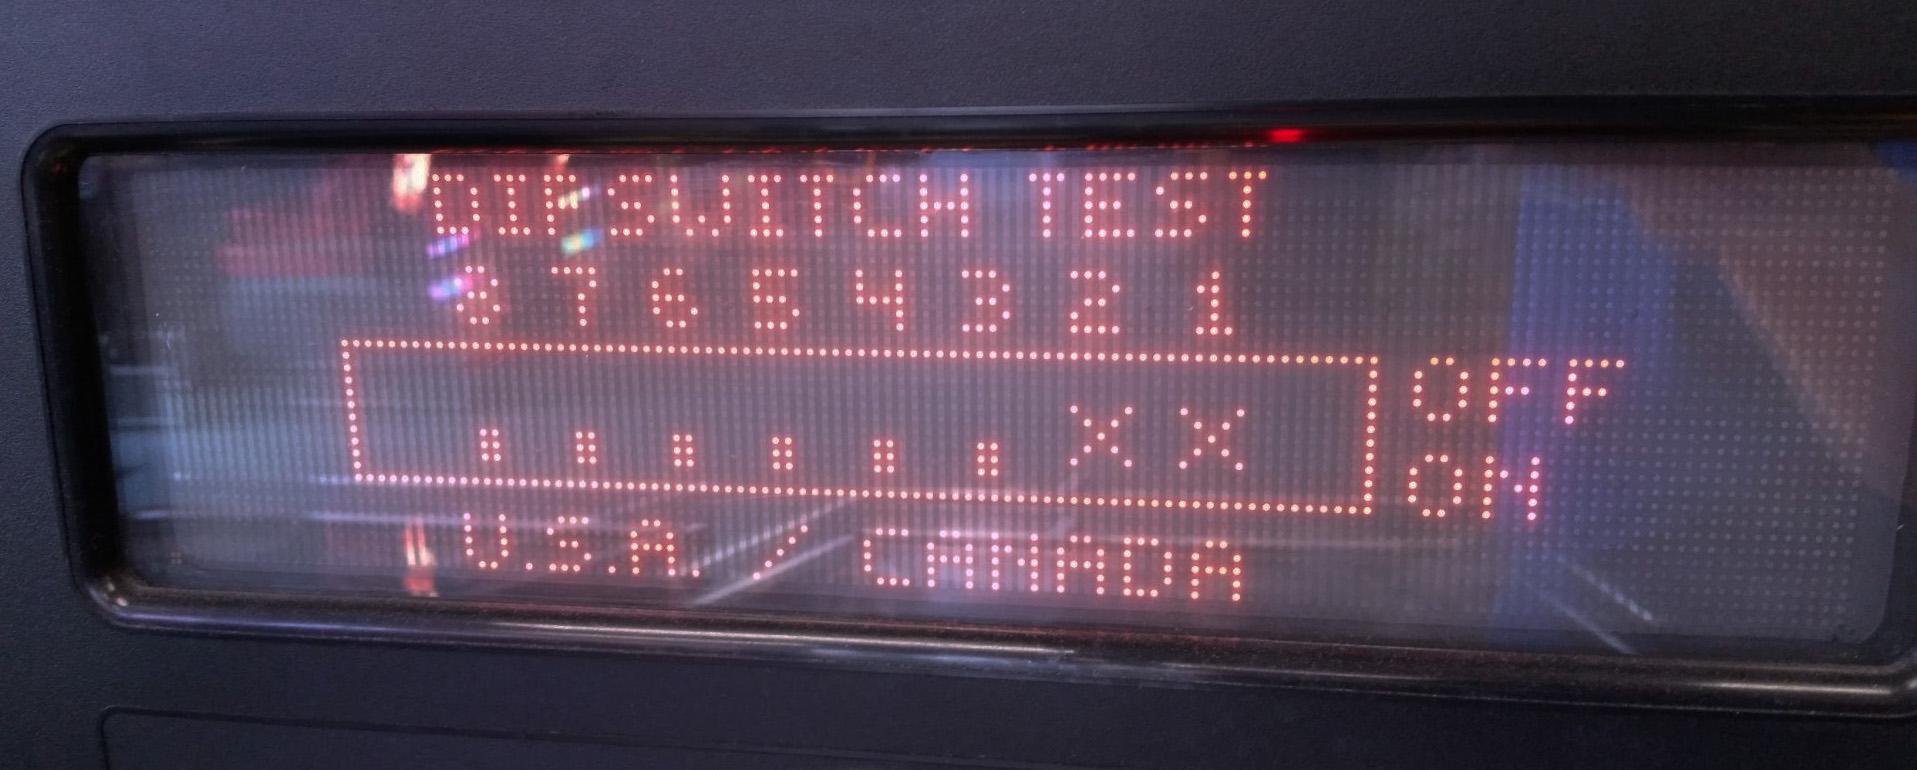 DIPSWITCH TEST
8 7 6 5 4 3 2 1
X X OFF
ON
U.S.A. / CANADA